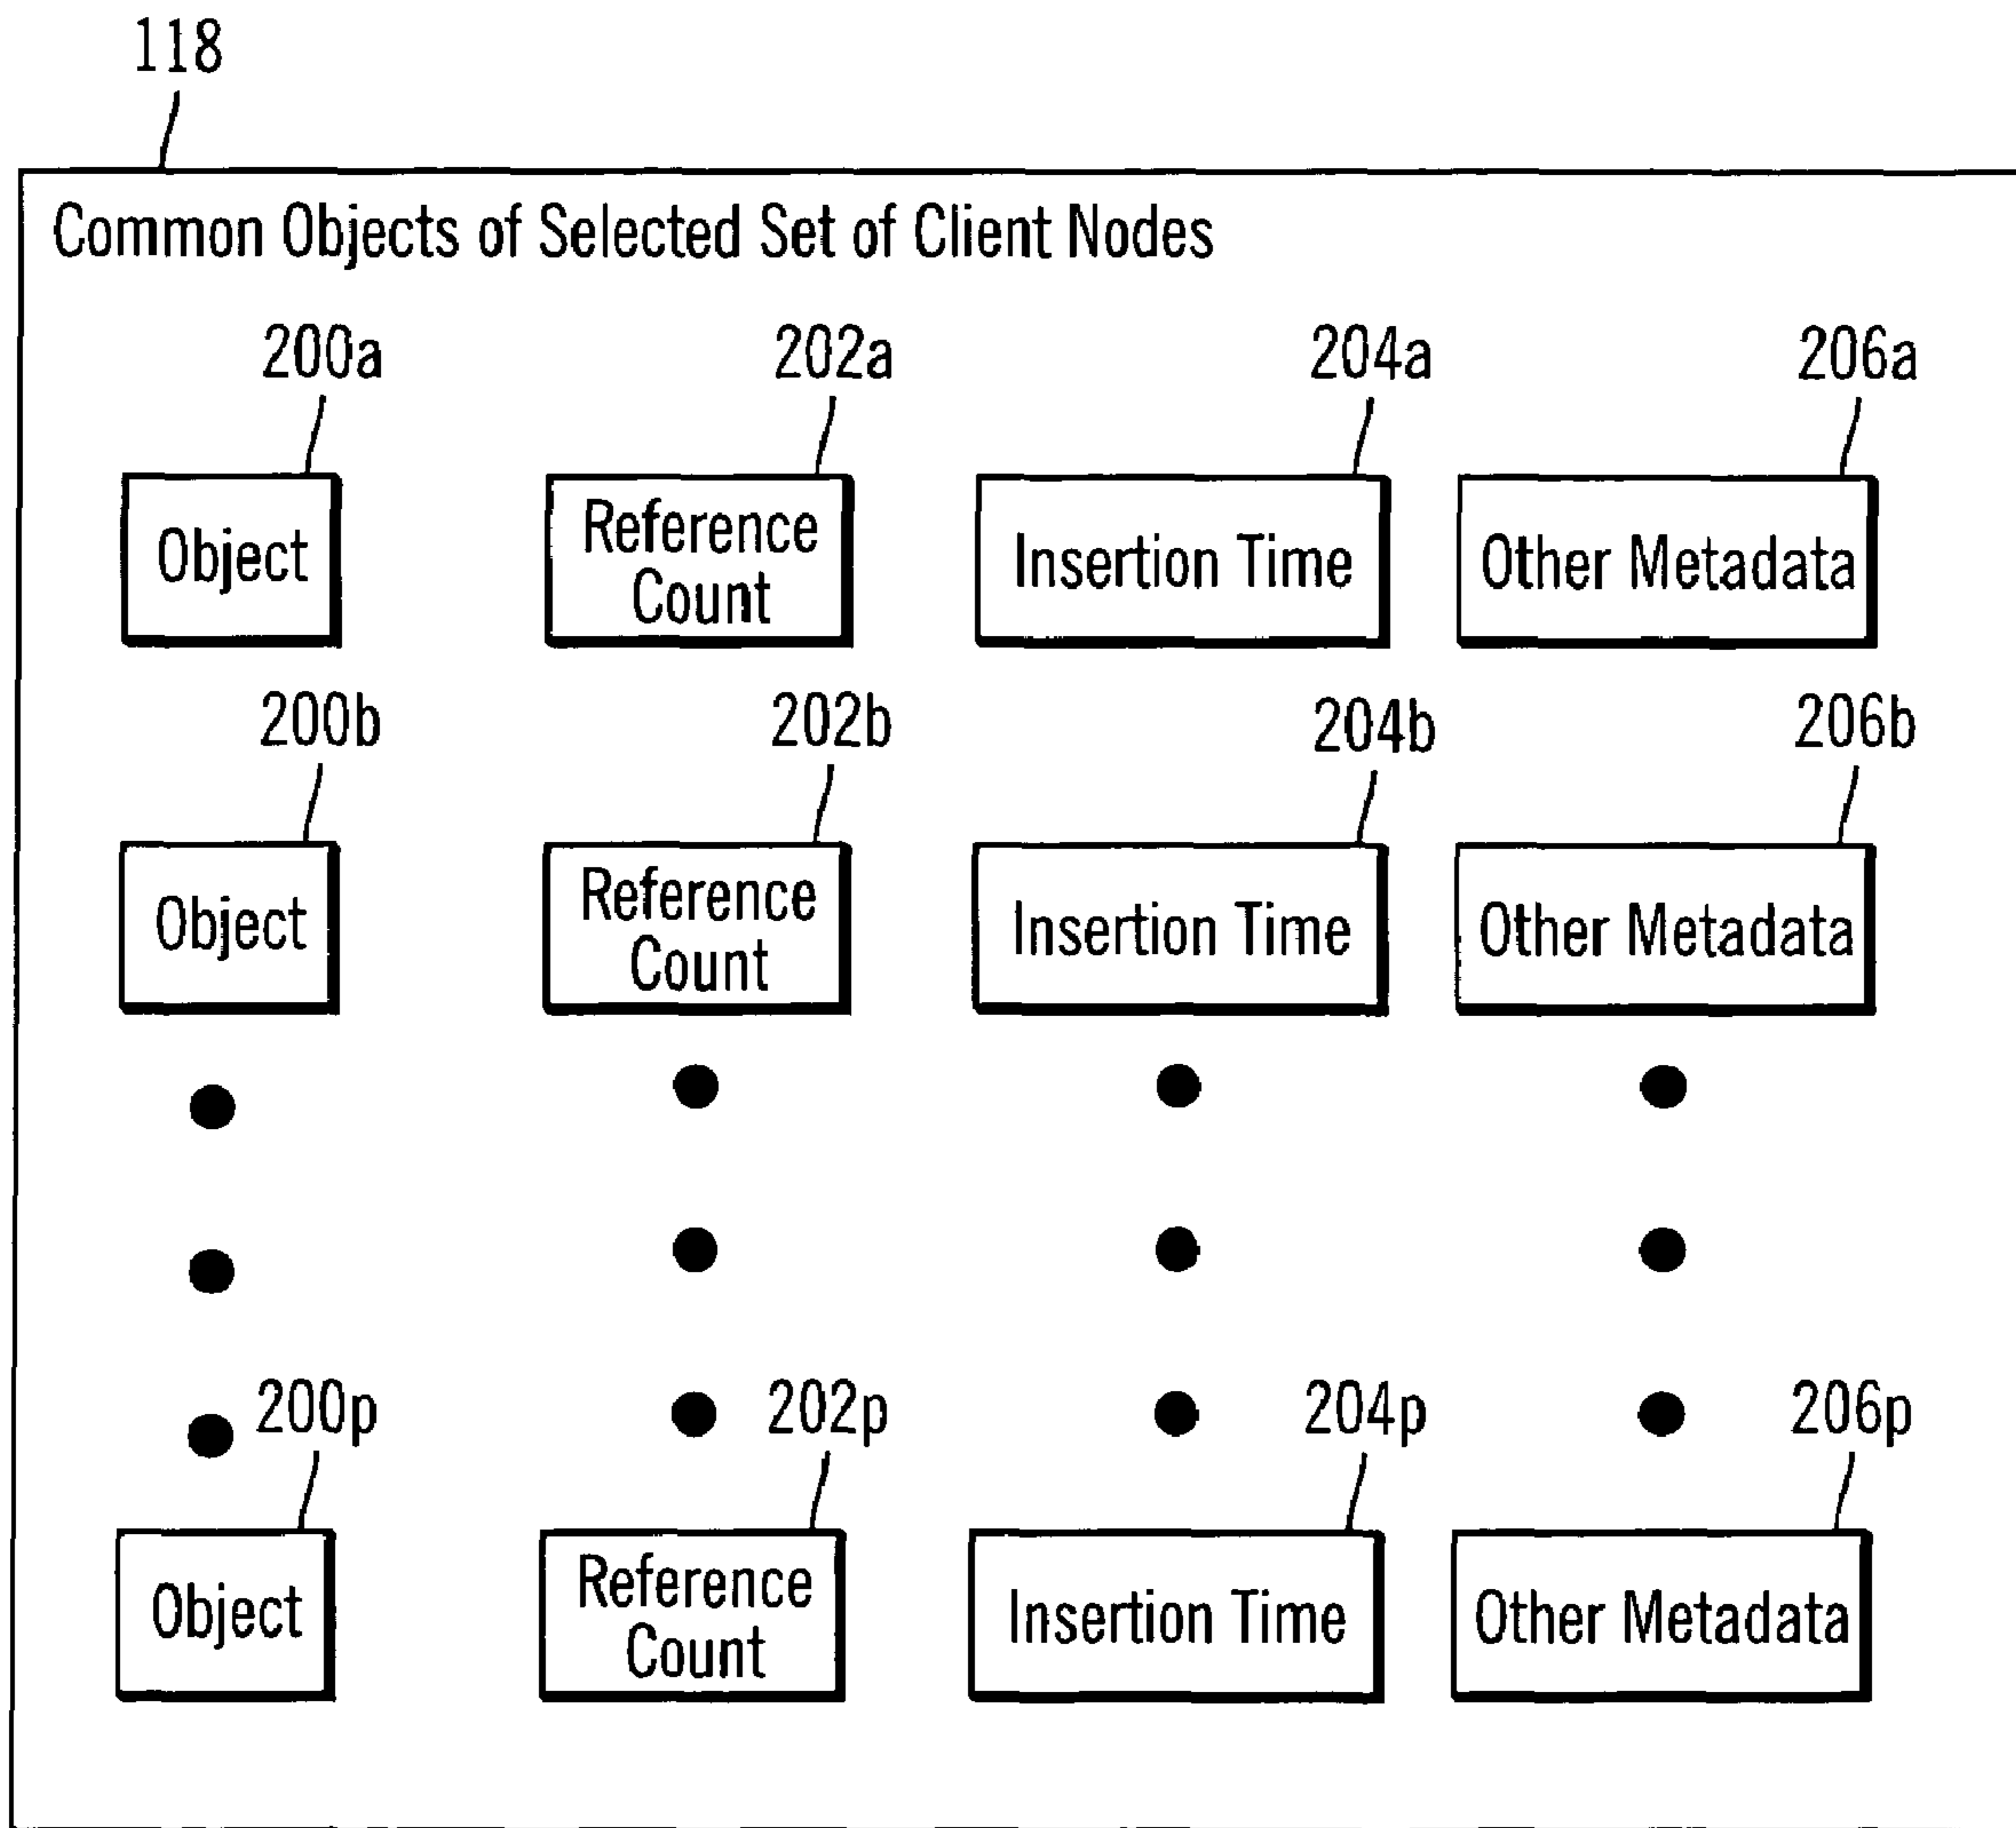 118
Common Objects of Selected Set of Client Nodes
200a 202a 204a 206a
Object Reference Count Insertion Time Other Metadata
200b 202b 204b 206b
Object Reference Count Insertion Time Other Metadata
200p 202p 204p 206p
Object Reference Count Insertion Time Other Metadata